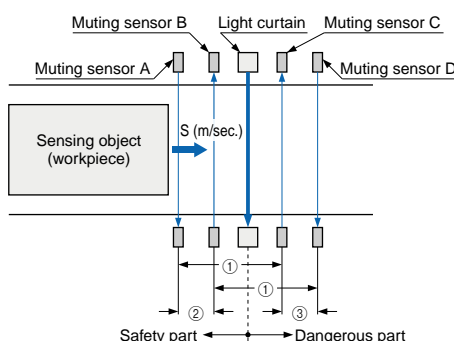 Muting sensor B
Light curtain
Muting sensor C
Muting sensor A
Muting sensor D
S (m/sec.)
Sensing object
(workpiece)
①
①
②
③
Safety part
Dangerous part